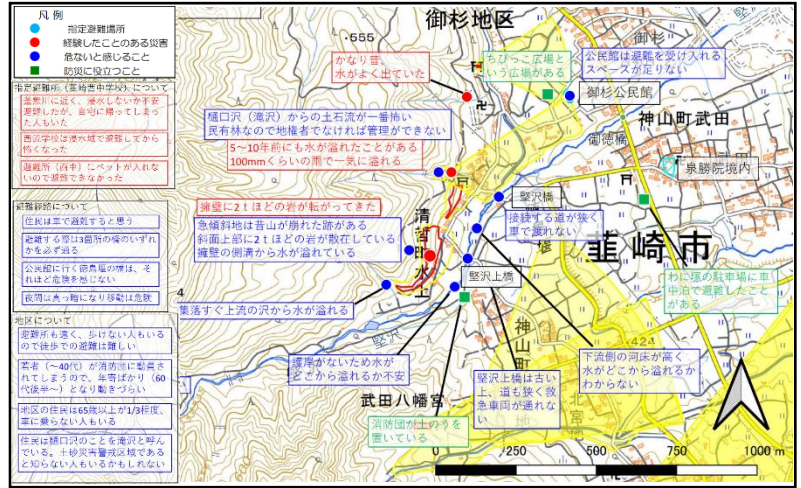 凡 例
指定避難場所
経験したことのある災害
危ないと感じること
防災に役立つこと
指定避難所（韮崎西中学校）について
釜無川に近く、浸水しないか不安
避難したが、自宅に帰ってしまっ
た人もいた
西流学校は浸水域で避難してから
怖くなった
避難所（西中）にペットが入れな
いので避難できなかった
避難経路について
住民は車で避難すると思う
避難する際は3箇所の橋のいずれ
かを必ず通る
公民館に行く徳島堰の橋は、そ
れほど危険を感じない
夜間は真っ暗になり移動は危険
地区について
避難所も遠く、歩けない人もいる
ので徒歩での避難は難しい
若者（～40代）が消防団に動員さ
れてしまうので、年寄ばかり（60
代後半～）となり動きづらい
地区の住民は65歳以上が1/3程度、
車に乗らない人もいる
住民は樋口沢のことを滝沢と呼ん
でいる。土砂災害警戒区域である
と知らない人もいるかもしれない
御杉地区
・555
かなり昔、
水がよく出ていた
ちびっこ広場と
いう広場がある
御杉
公民館は避難を受け入れる
スペースが足りない
御杉公民館
神山町武田
樋口沢（滝沢）からの土石流が一番怖い
民有林なので地権者でなければ管理ができない
5～10年前にも水が溢れたことがある
100mmくらいの雨で一気に溢れる
御徳橋
泉勝院境内
擁壁に2tほどの岩が転がってきた
急傾斜地は昔山が崩れた跡がある
斜面上部に2tほどの岩が散在している
擁壁の側溝から水が溢れている
清哲町水上
堅沢橋
接続する道が狭く
車で渡れない
韮崎市
堅沢上橋
集落すぐ上流の沢から水が溢れる
堅沢
わに塚の駐車場に車
中泊で避難したこと
がある
・424
護岸がないため水が
どこから溢れるか不安
神山町
武田八幡宮
堅沢上橋は古い
上、道も狭く救
急車両が通れな
い
下流側の河床が高く
水がどこから溢れるか
わからない
北宮地
消防団が土のうを
置いている
0
500
1000 m